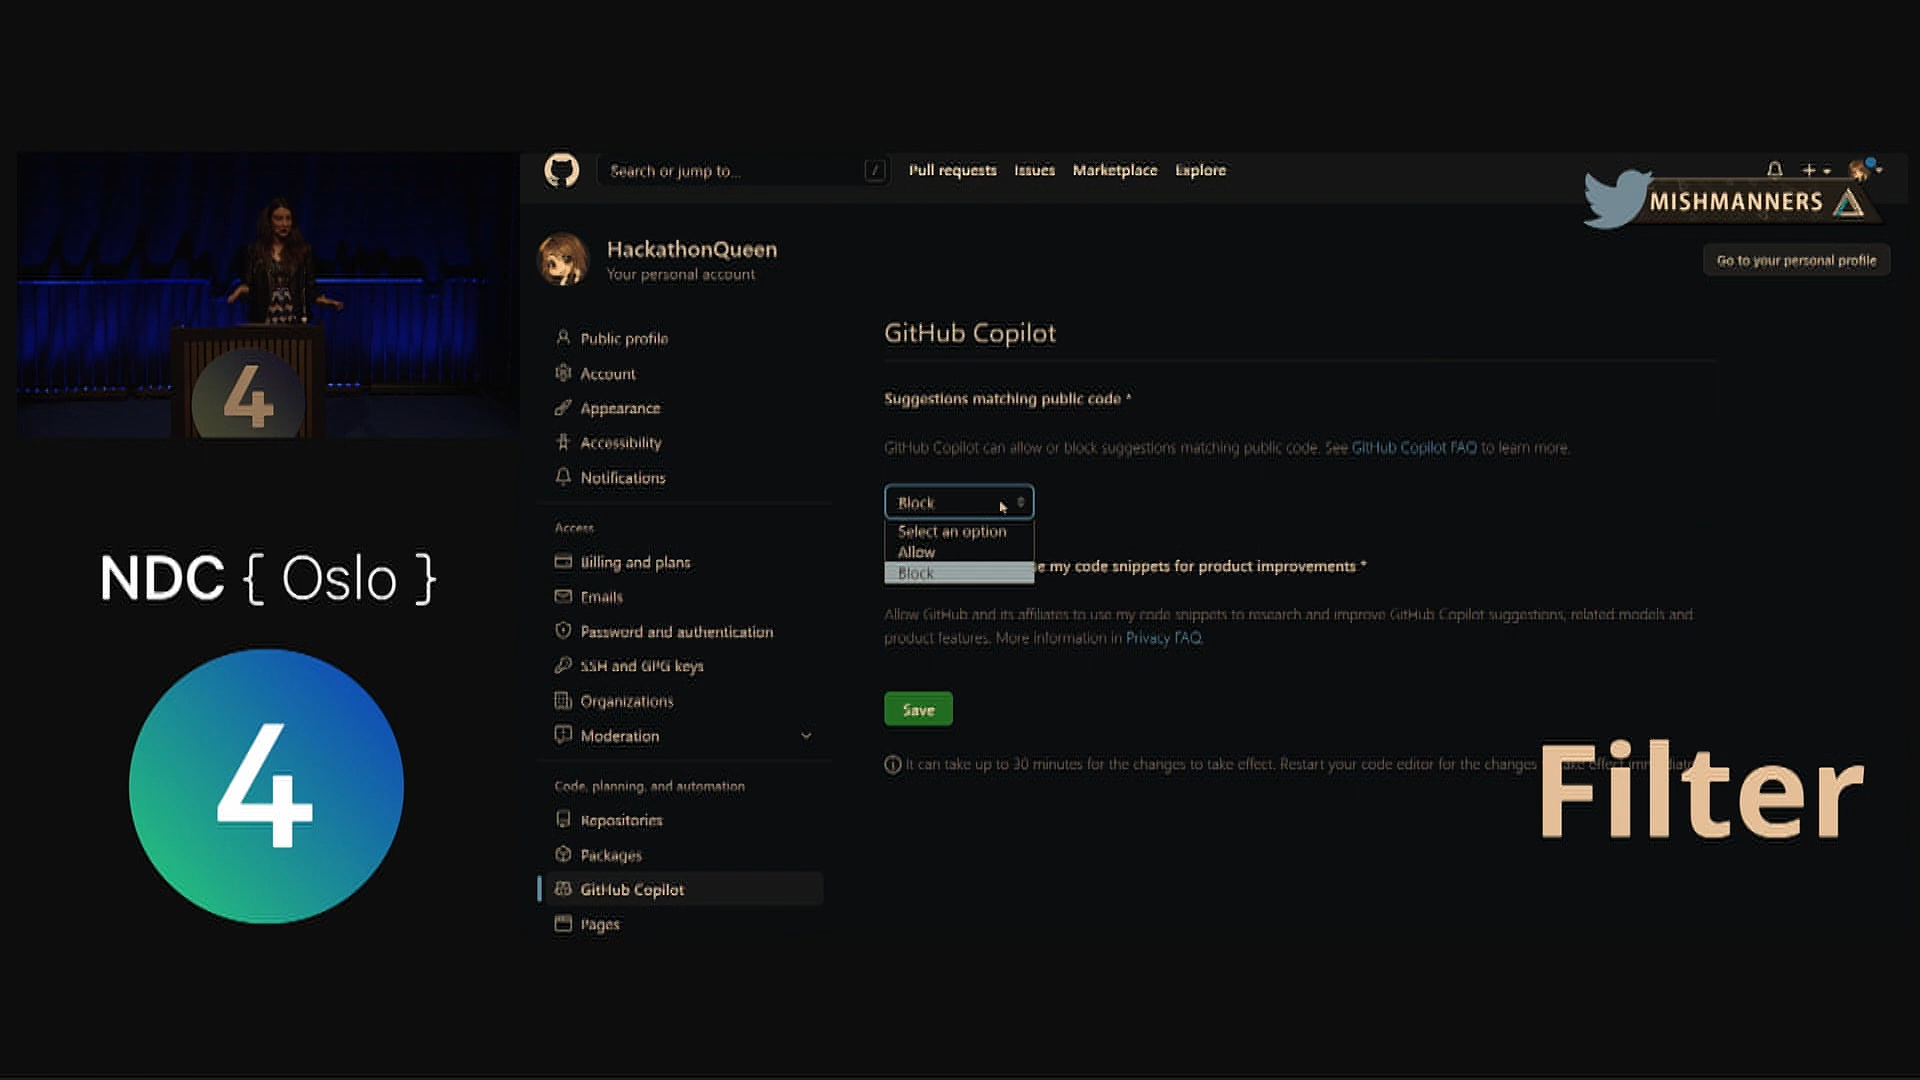 Search or jump to...
/
Pull requests
Issues
Marketplace
Explore
MISHMANNERS
HackathonQueen
Your personal account
Go to your personal profile
Public profile
Account
Appearance
Accessibility
Notifications
Access
Billing and plans
Emails
Password and authentication
SSH and GPG keys
Organizations
Moderation
Code, planning, and automation
Repositories
Packages
GitHub Copilot
Pages
GitHub Copilot
Suggestions matching public code *
GitHub Copilot can allow or block suggestions matching public code. See GitHub Copilot FAQ to learn more.
Block
Select an option
Allow
Block
my code snippets for product improvements *
Allow GitHub and its affiliates to use my code snippets to research and improve GitHub Copilot suggestions, related models and
product features. More information in Privacy FAQ.
Save
It can take up to 30 minutes for the changes to take effect. Restart your code editor for the changes
Filter
4
NDC { Oslo }
4